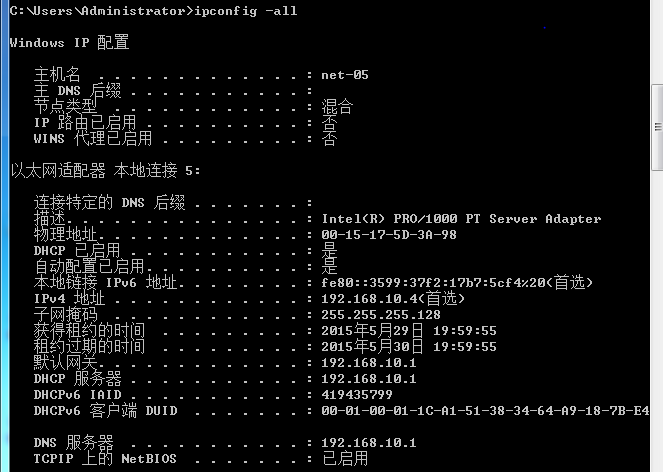 C:\Users\Administrator>ipconfig -all
Windows IP 配置
主机名 . . . . . . . . . . . . . : net-05
主 DNS 后缀 . . . . . . . . . . . :
节点类型 . . . . . . . . . . . . : 混合
IP 路由已启用 . . . . . . . . . . : 否
WINS 代理已启用 . . . . . . . . . : 否
以太网适配器 本地连接 5:
连接特定的 DNS 后缀 . . . . . . . :
描述. . . . . . . . . . . . . . . : Intel(R) PRO/1000 PT Server Adapter
物理地址. . . . . . . . . . . . . : 00-15-17-5D-3A-98
DHCP 已启用 . . . . . . . . . . . : 是
自动配置已启用. . . . . . . . . . : 是
本地链接 IPv6 地址. . . . . . . . : fe80::3599:37f2:17b7:5cf4%20(首选)
IPv4 地址 . . . . . . . . . . . . : 192.168.10.4(首选)
子网掩码 . . . . . . . . . . . . : 255.255.255.128
获得租约的时间 . . . . . . . . . : 2015年5月29日 19:59:55
租约过期的时间 . . . . . . . . . : 2015年5月30日 19:59:55
默认网关. . . . . . . . . . . . . : 192.168.10.1
DHCP 服务器 . . . . . . . . . . . : 192.168.10.1
DHCPv6 IAID . . . . . . . . . . . : 419435799
DHCPv6 客户端 DUID . . . . . . . : 00-01-00-01-1C-A1-51-38-34-64-A9-18-7B-E4
DNS 服务器 . . . . . . . . . . . : 192.168.10.1
TCPIP 上的 NetBIOS . . . . . . . : 已启用